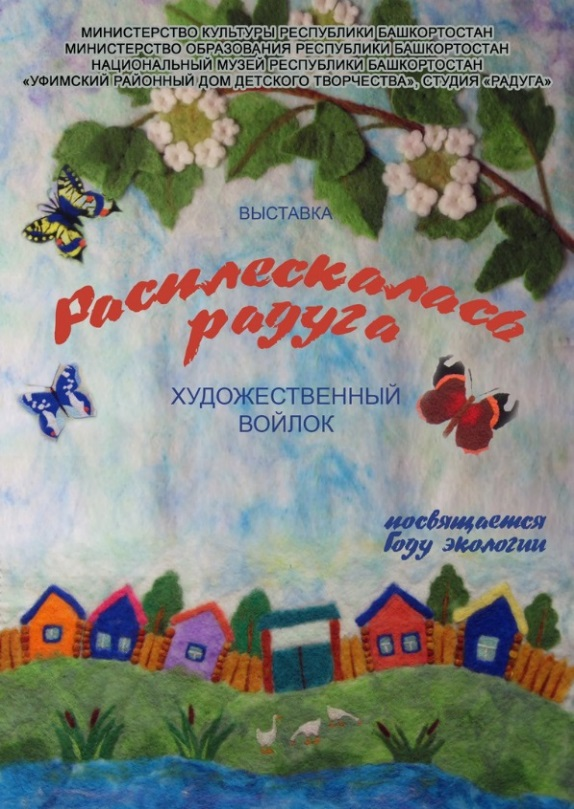 МИНИСТЕРСТВО КУЛЬТУРЫ РЕСПУБЛИКИ БАШКОРТОСТАН
МИНИСТЕРСТВО ОБРАЗОВАНИЯ РЕСПУБЛИКИ БАШКОРТОСТАН
НАЦИОНАЛЬНЫЙ МУЗЕЙ РЕСПУБЛИКИ БАШКОРТОСТАН
«УФИМСКИЙ РАЙОННЫЙ ДОМ ДЕТСКОГО ТВОРЧЕСТВА», СТУДИЯ «РАДУГА»
ВЫСТАВКА
Расплескалась
радуга
ХУДОЖЕСТВЕННЫЙ
ВОЙЛОК
посвящается
Году экологии